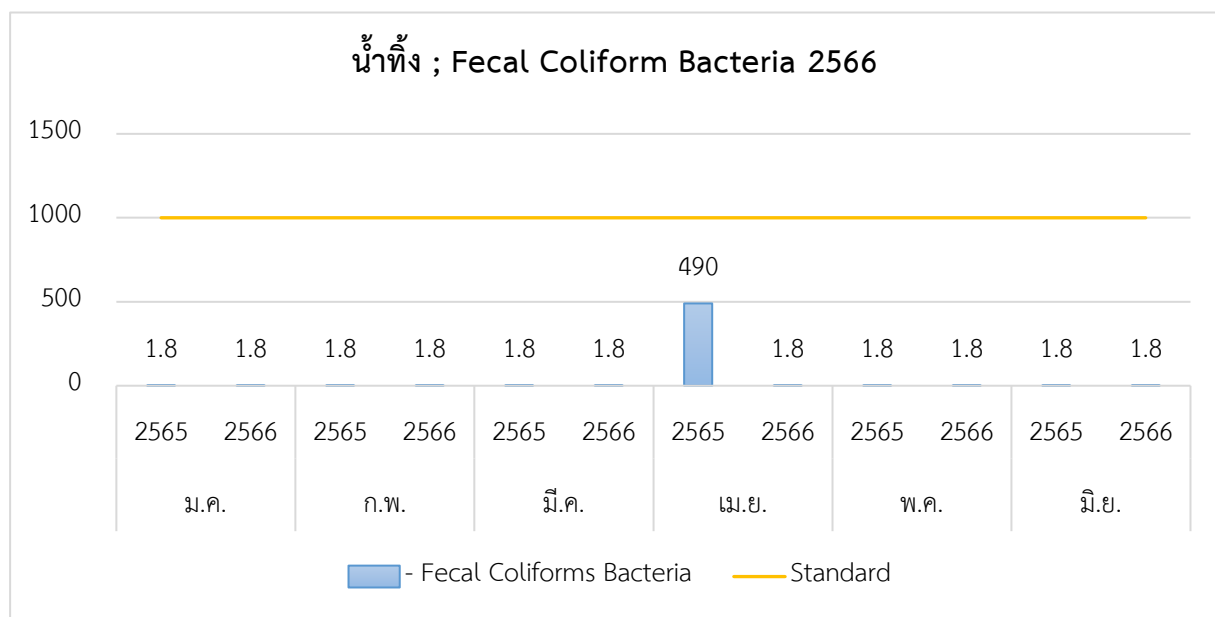 น้ำทิ้ง ; Fecal Coliform Bacteria 2566
1500
1000
500
0
490
1.8 1.8 1.8 1.8 1.8 1.8 1.8 1.8 1.8 1.8 1.8
2565 2566 2565 2566 2565 2566 2565 2566 2565 2566 2565 2566
ม.ค. ก.พ. มี.ค. เม.ย. พ.ค. มิ.ย.
- Fecal Coliforms Bacteria Standard